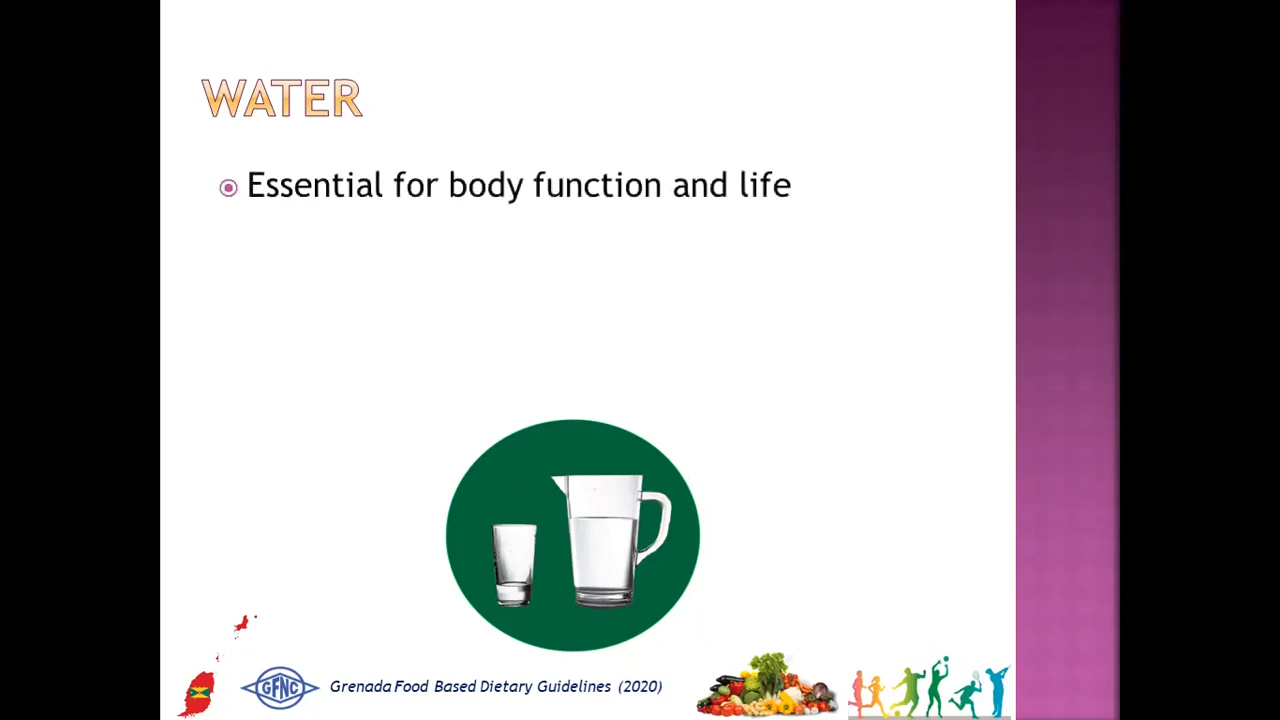 WATER
Essential for body function and life
GFNC
Grenada Food Based Dietary Guidelines (2020)